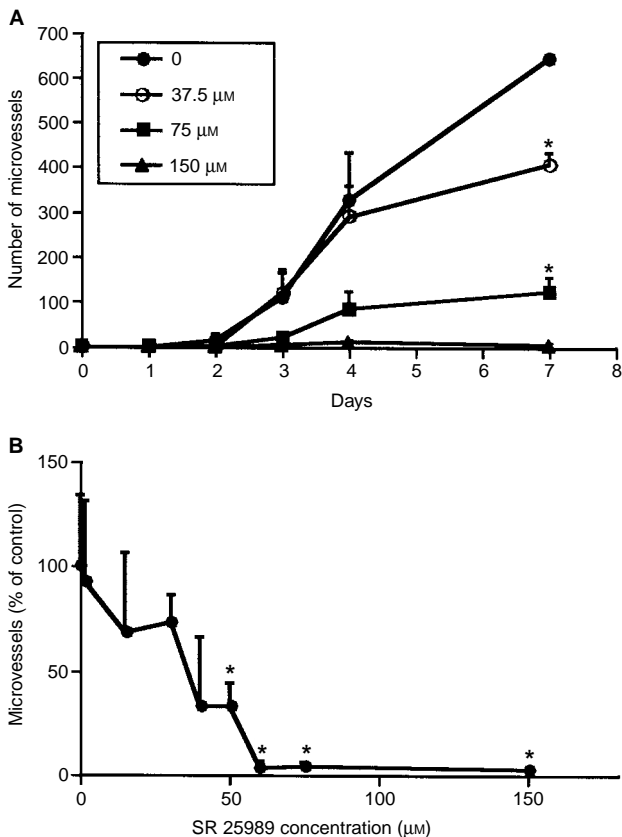 A
700
600
500
400
300
200
100
0
Number of microvessels
0
37.5 μM
75 μM
150 μM
*
*
0 1 2 3 4 5 6 7 8
Days
B
150
100
50
0
Microvessels (% of control)
*
* * *
0 50 100 150
SR 25989 concentration (μM)